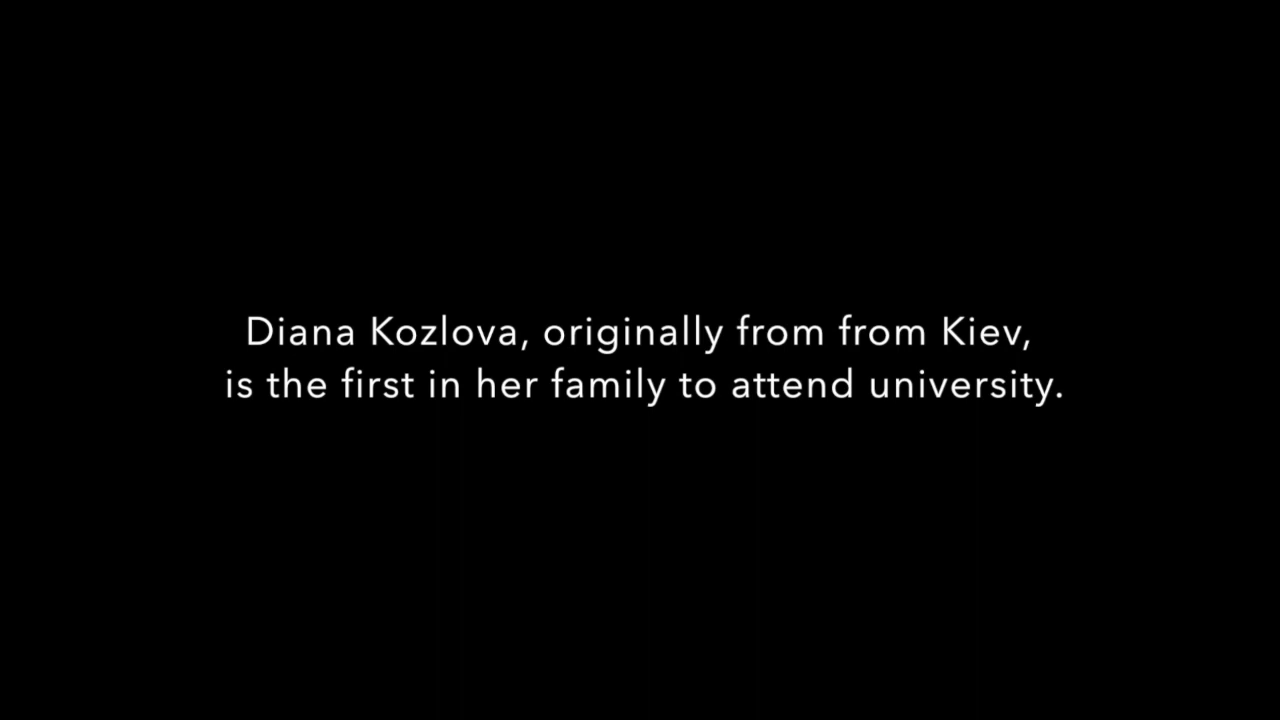 Diana Kozlova, originally from from Kiev,
is the first in her family to attend university.